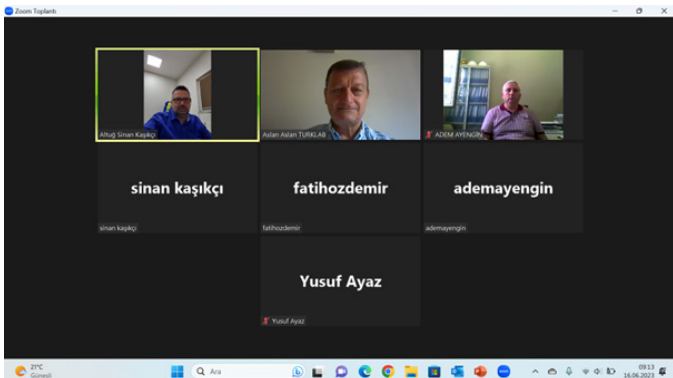 Zoom Toplantı
Altuğ Sinan Kaşıkçı
Aslan Aslan TURKLAB
ADEM AYENGİN
sinan kaşıkçı
fatihozdemir
ademayengin
sinan kaşıkçı
fatihozdemir
ademayengin
Yusuf Ayaz
Yusuf Ayaz
21°C
Güneşli
Ara
09:13
16.06.2023